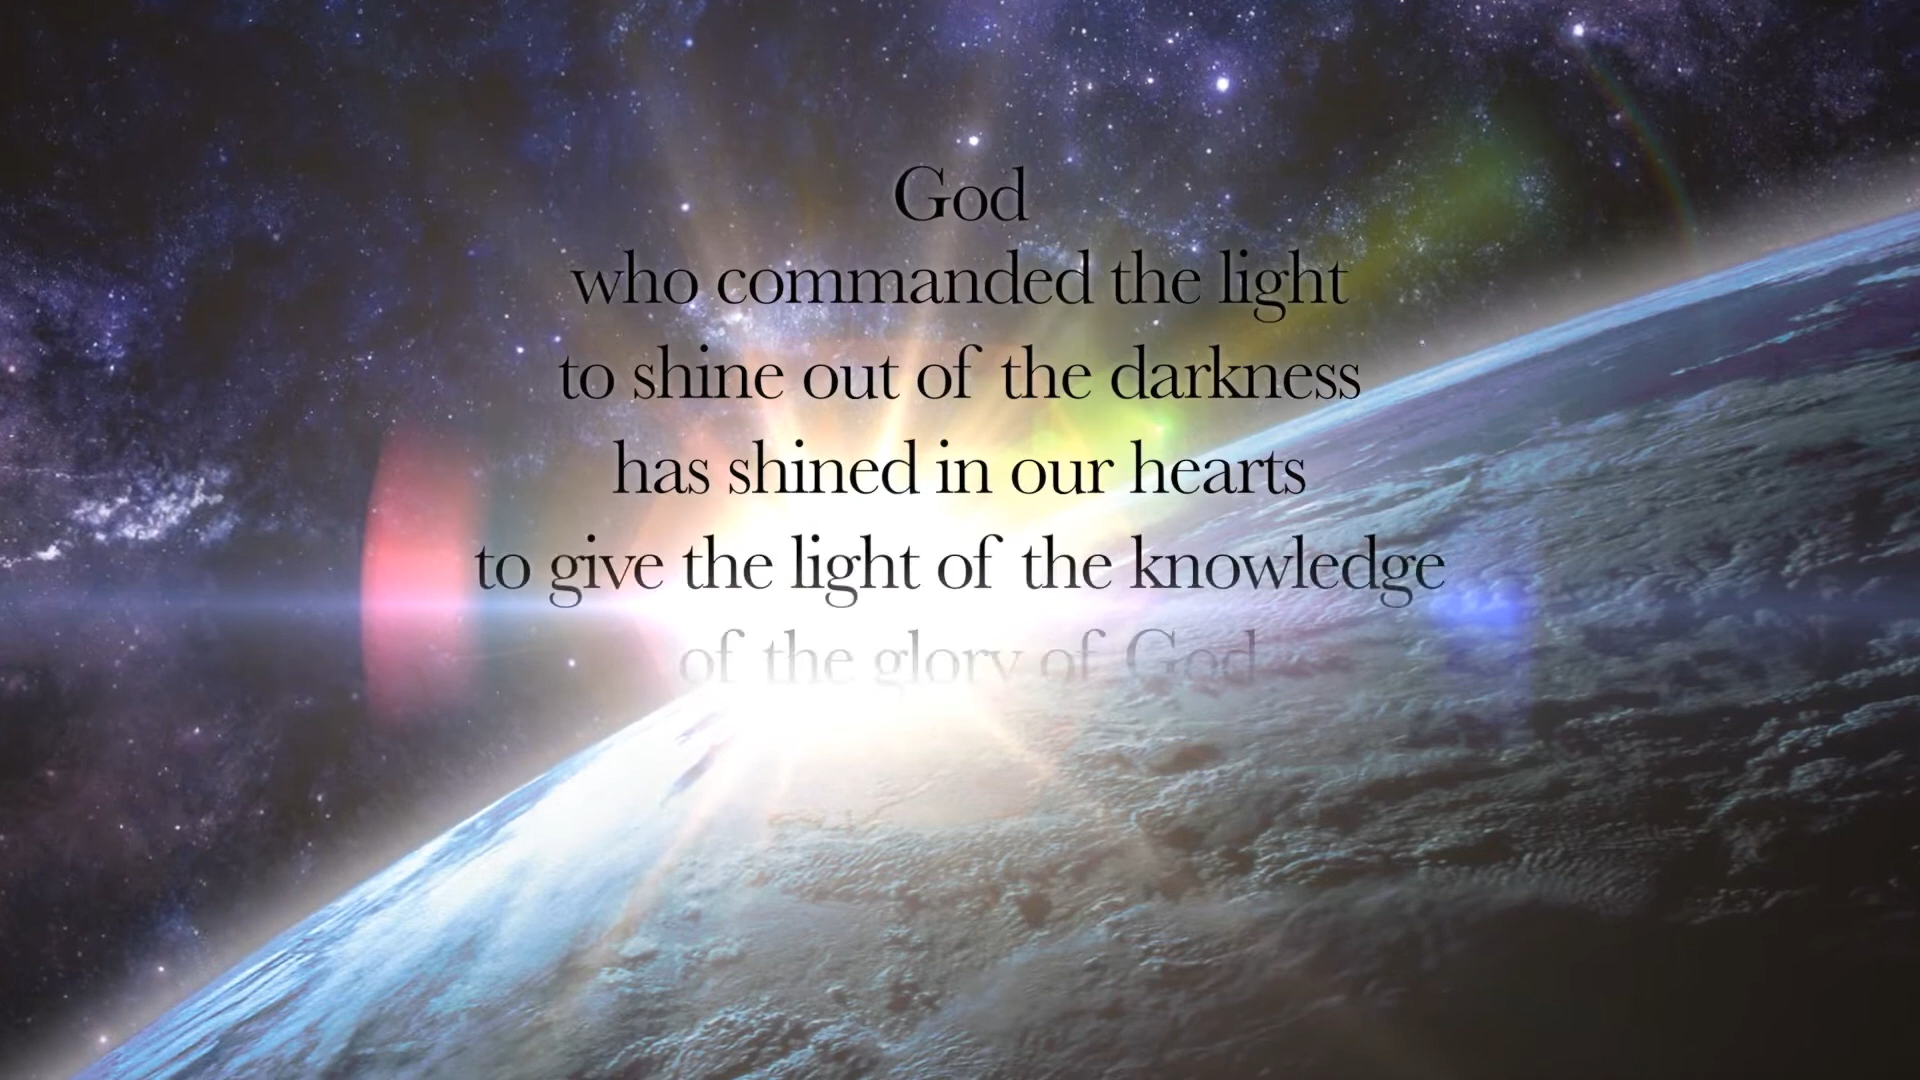 God
who commanded the light
to shine out of the darkness
has shined in our hearts
to give the light of the knowledge
of the glory of God